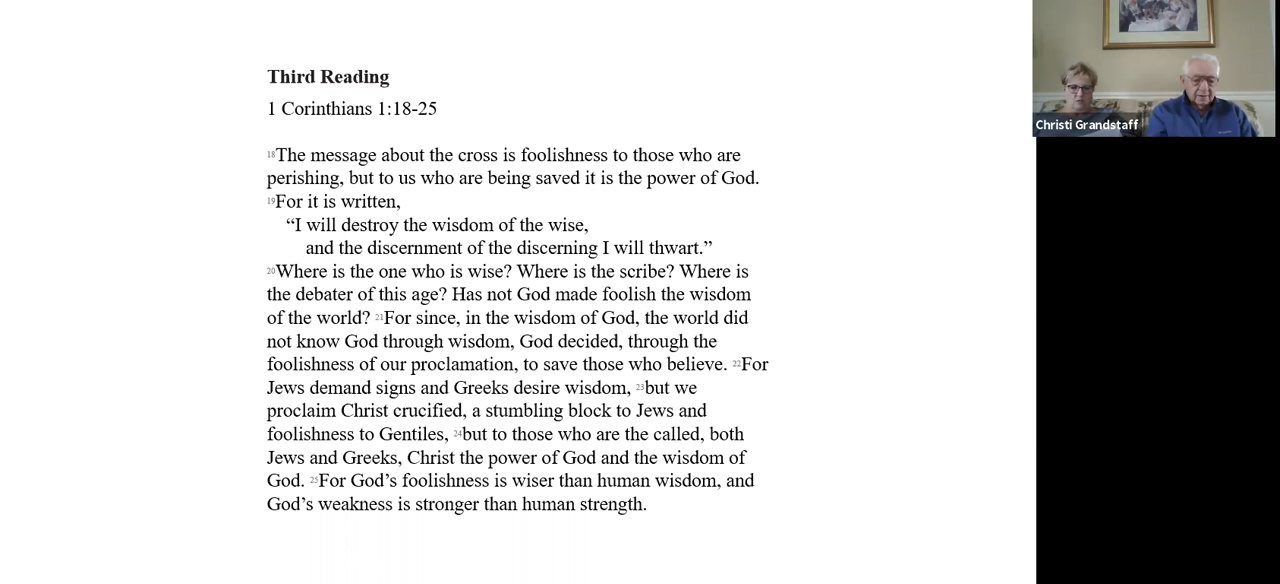 Third Reading
1 Corinthians 1:18-25
18The message about the cross is foolishness to those who are
perishing, but to us who are being saved it is the power of God.
19For it is written,
“I will destroy the wisdom of the wise,
and the discernment of the discerning I will thwart.”
20Where is the one who is wise? Where is the scribe? Where is
the debater of this age? Has not God made foolish the wisdom
of the world? 21For since, in the wisdom of God, the world did
not know God through wisdom, God decided, through the
foolishness of our proclamation, to save those who believe. 22For
Jews demand signs and Greeks desire wisdom, 23but we
proclaim Christ crucified, a stumbling block to Jews and
foolishness to Gentiles, 24but to those who are the called, both
Jews and Greeks, Christ the power of God and the wisdom of
God. 25For God’s foolishness is wiser than human wisdom, and
God’s weakness is stronger than human strength.
Christi Grandstaff